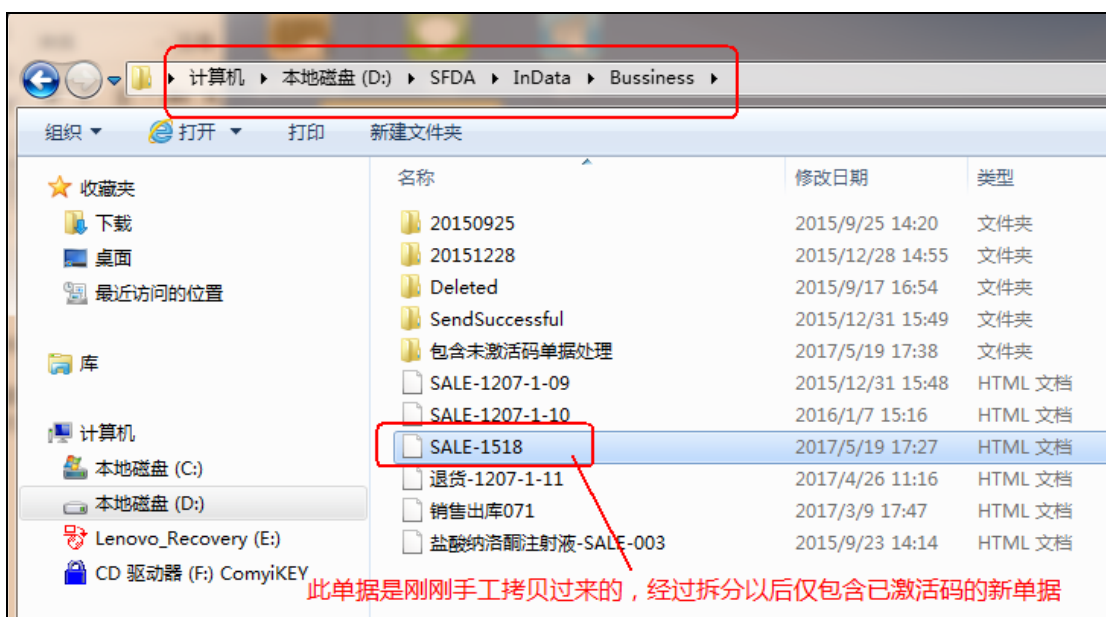 计算机 ▸ 本地磁盘 (D:) ▸ SFDA ▸ InData ▸ Bussiness ▸
组织 打开 打印 新建文件夹
收藏夹
下载
桌面
最近访问的位置
库
计算机
本地磁盘 (C:)
本地磁盘 (D:)
Lenovo_Recovery (E:)
CD 驱动器 (F:) ComyiKEY
名称 修改日期 类型
20150925 2015/9/25 14:20 文件夹
20151228 2015/12/28 14:55 文件夹
Deleted 2015/9/17 16:54 文件夹
SendSuccessful 2015/12/31 15:49 文件夹
包含未激活码单据处理 2017/5/19 17:38 文件夹
SALE-1207-1-09 2015/12/31 15:48 HTML 文档
SALE-1207-1-10 2016/1/7 15:16 HTML 文档
SALE-1518 2017/5/19 17:27 HTML 文档
退货-1207-1-11 2017/4/26 11:16 HTML 文档
销售出库071 2017/3/9 17:47 HTML 文档
盐酸纳洛酮注射液-SALE-003 2015/9/23 14:14 HTML 文档
此单据是刚刚手工拷贝过来的，经过拆分以后仅包含已激活码的新单据